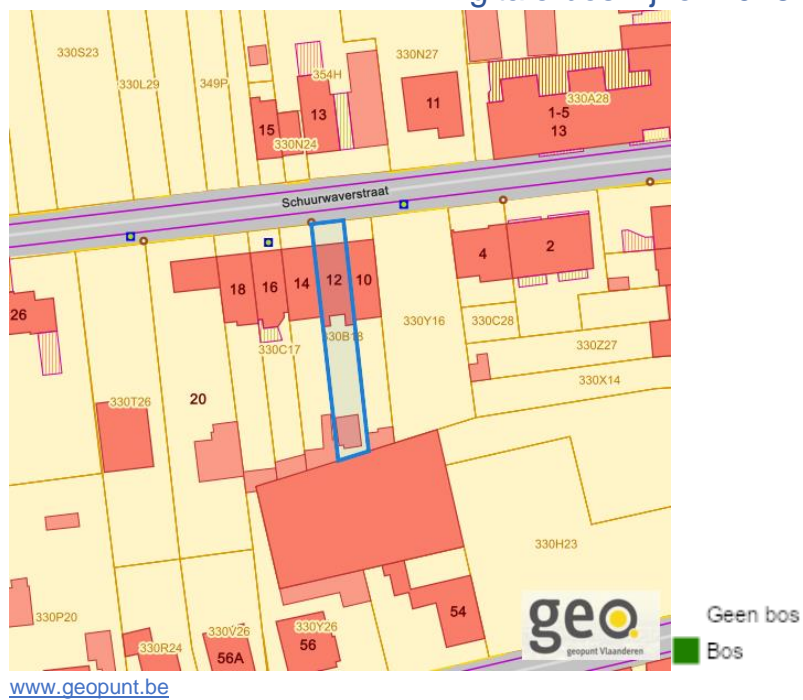 330S23
330L29
349P
354H
330N27
330A28
15
13
11
1-5
13
330N24
Schuurwaverstraat
18
16
14
12
10
4
2
26
330C17
330B18
330Y16
330C28
330Z27
330X14
330T26
20
330H23
330P20
330R24
330V26
330Y26
56A
56
54
geo.
geopunt Vlaanderen
Geen bos
Bos
www.geopunt.be